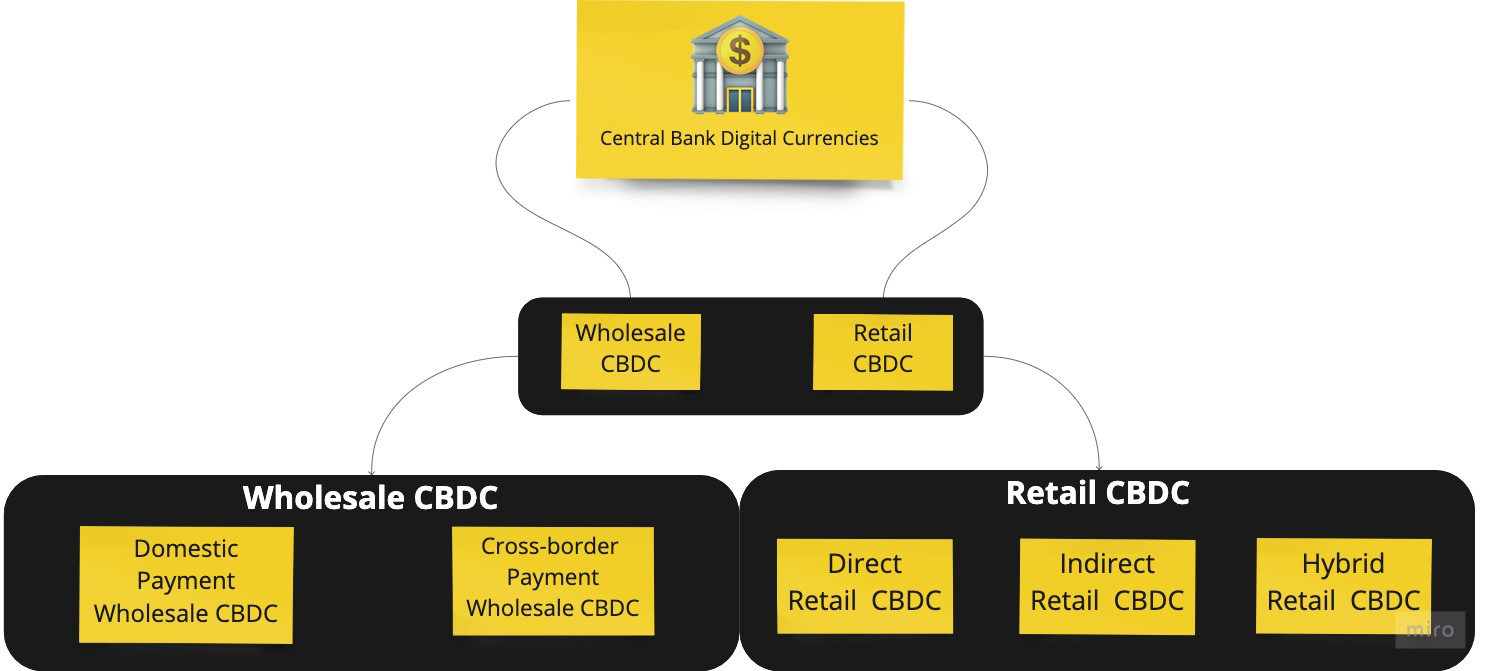 $
Central Bank Digital Currencies
Wholesale
CBDC
Retail
CBDC
Wholesale CBDC
Domestic
Payment
Wholesale CBDC
Cross-border
Payment
Wholesale CBDC
Retail CBDC
Direct
Retail CBDC
Indirect
Retail CBDC
Hybrid
Retail CBDC
miro